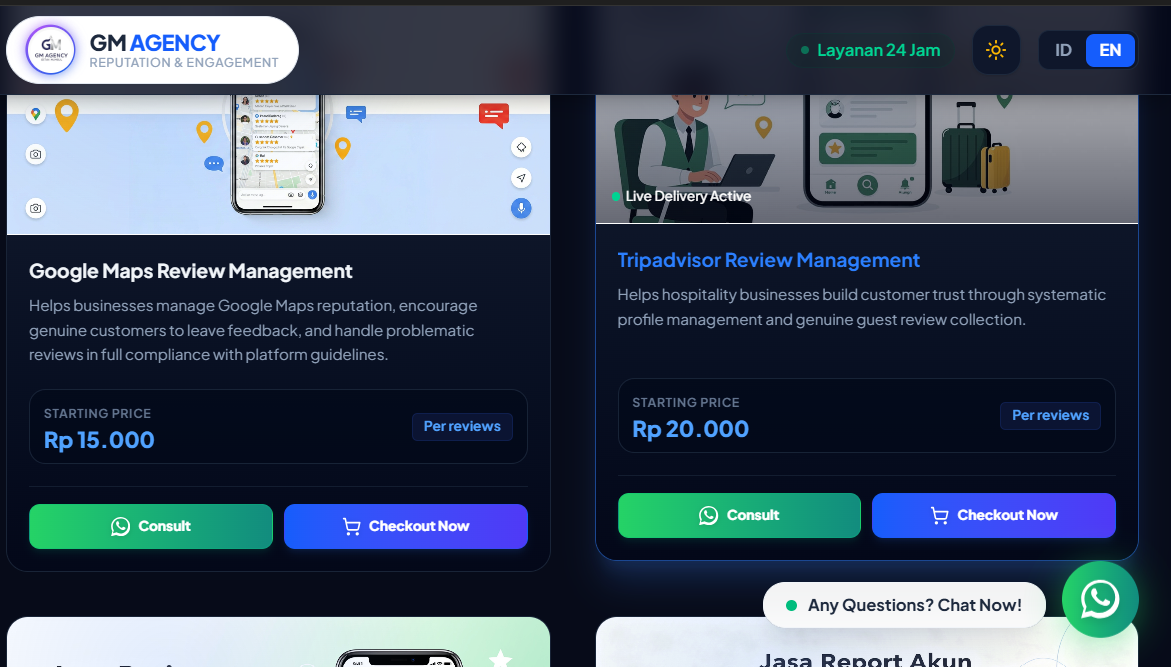 GM AGENCY
REPUTATION & ENGAGEMENT
Layanan 24 Jam
ID
EN
Live Delivery Active
Google Maps Review Management
Helps businesses manage Google Maps reputation, encourage
genuine customers to leave feedback, and handle problematic
reviews in full compliance with platform guidelines.
STARTING PRICE
Rp 15.000
Per reviews
Consult
Checkout Now
Tripadvisor Review Management
Helps hospitality businesses build customer trust through systematic
profile management and genuine guest review collection.
STARTING PRICE
Rp 20.000
Per reviews
Consult
Checkout Now
Any Questions? Chat Now!
Jasa Report Akun